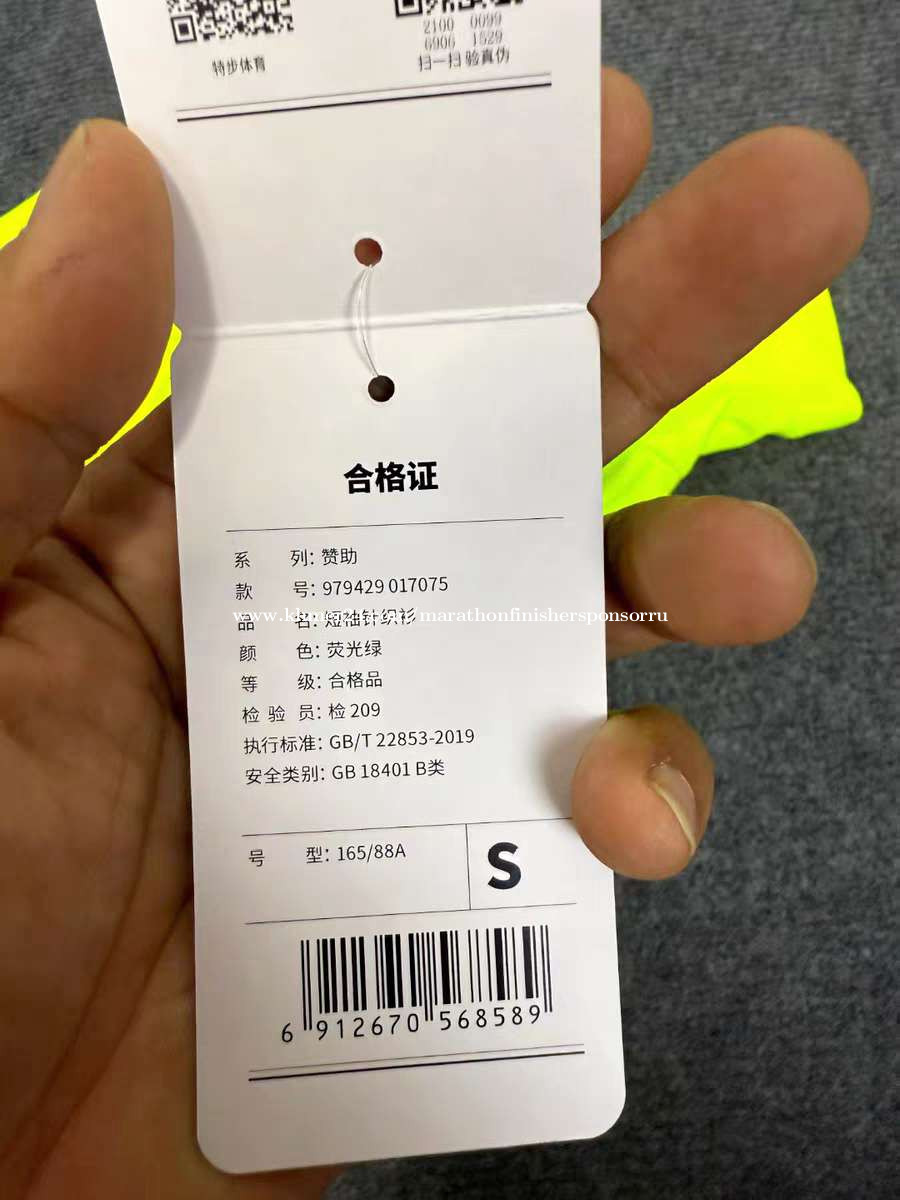 特步体育
2100 0099
6906 1529
扫一扫 验真伪
合格证
系 列: 赞助
款 号: 979429 017075
品 名: 短袖针织衫
颜 色: 荧光绿
等 级: 合格品
检 验 员: 检 209
执行标准: GB/T 22853-2019
安全类别: GB 18401 B类
号 型: 165/88A
S
6 912670 568589